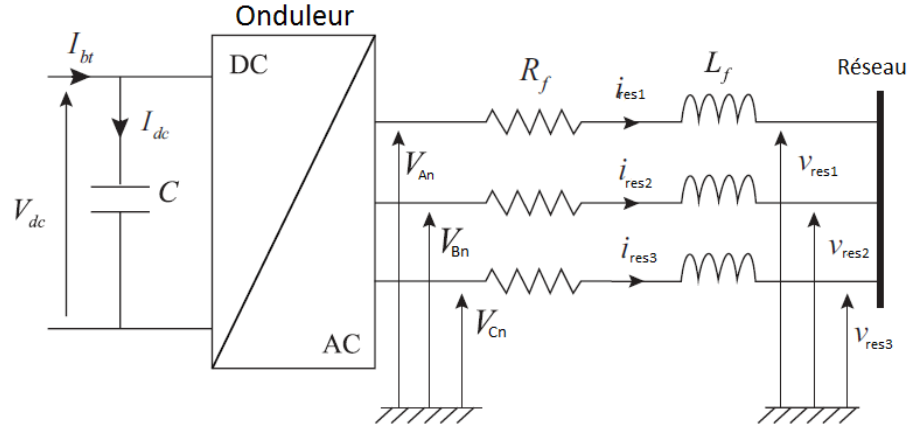 Onduleur
I_bt
DC
R_f
i_res1
L_f
Réseau
I_dc
V_An
v_res1
C
i_res2
V_dc
V_Bn
v_res2
i_res3
V_Cn
AC
v_res3